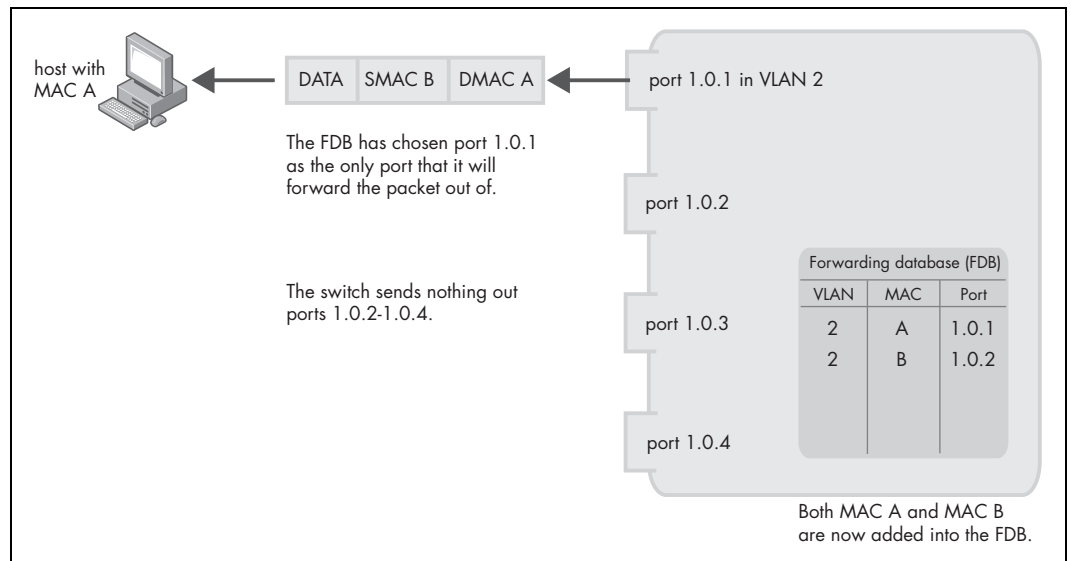 host with
MAC A
DATA SMAC B DMAC A
port 1.0.1 in VLAN 2
The FDB has chosen port 1.0.1
as the only port that it will
forward the packet out of.
port 1.0.2
The switch sends nothing out
ports 1.0.2-1.0.4.
port 1.0.3
port 1.0.4
Forwarding database (FDB)
VLAN MAC Port
2 A 1.0.1
2 B 1.0.2
Both MAC A and MAC B
are now added into the FDB.